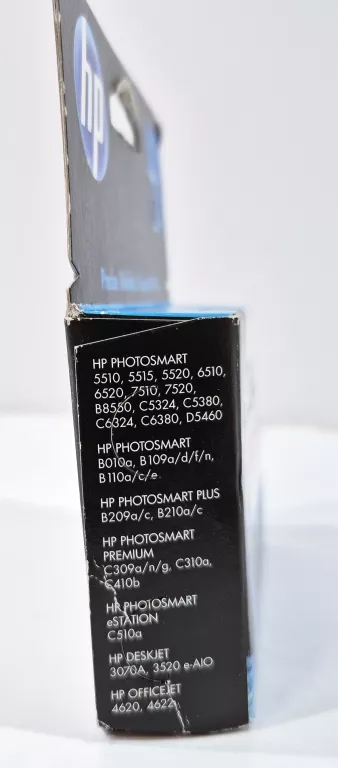 hp
HP PHOTOSMART
5510, 5515, 5520, 6510,
6520, 7510, 7520,
B8550, C5324, C5380,
C6324, C6380, D5460
HP PHOTOSMART
B010a, B109a/d/f/n,
B110a/c/e
HP PHOTOSMART PLUS
B209a/c, B210a/c
HP PHOTOSMART
PREMIUM
C309a/n/g, C310a,
C410b
HP PHOTOSMART
eSTATION
C510a
HP DESKJET
3070A, 3520 e-AIO
HP OFFICEJET
4620, 4622